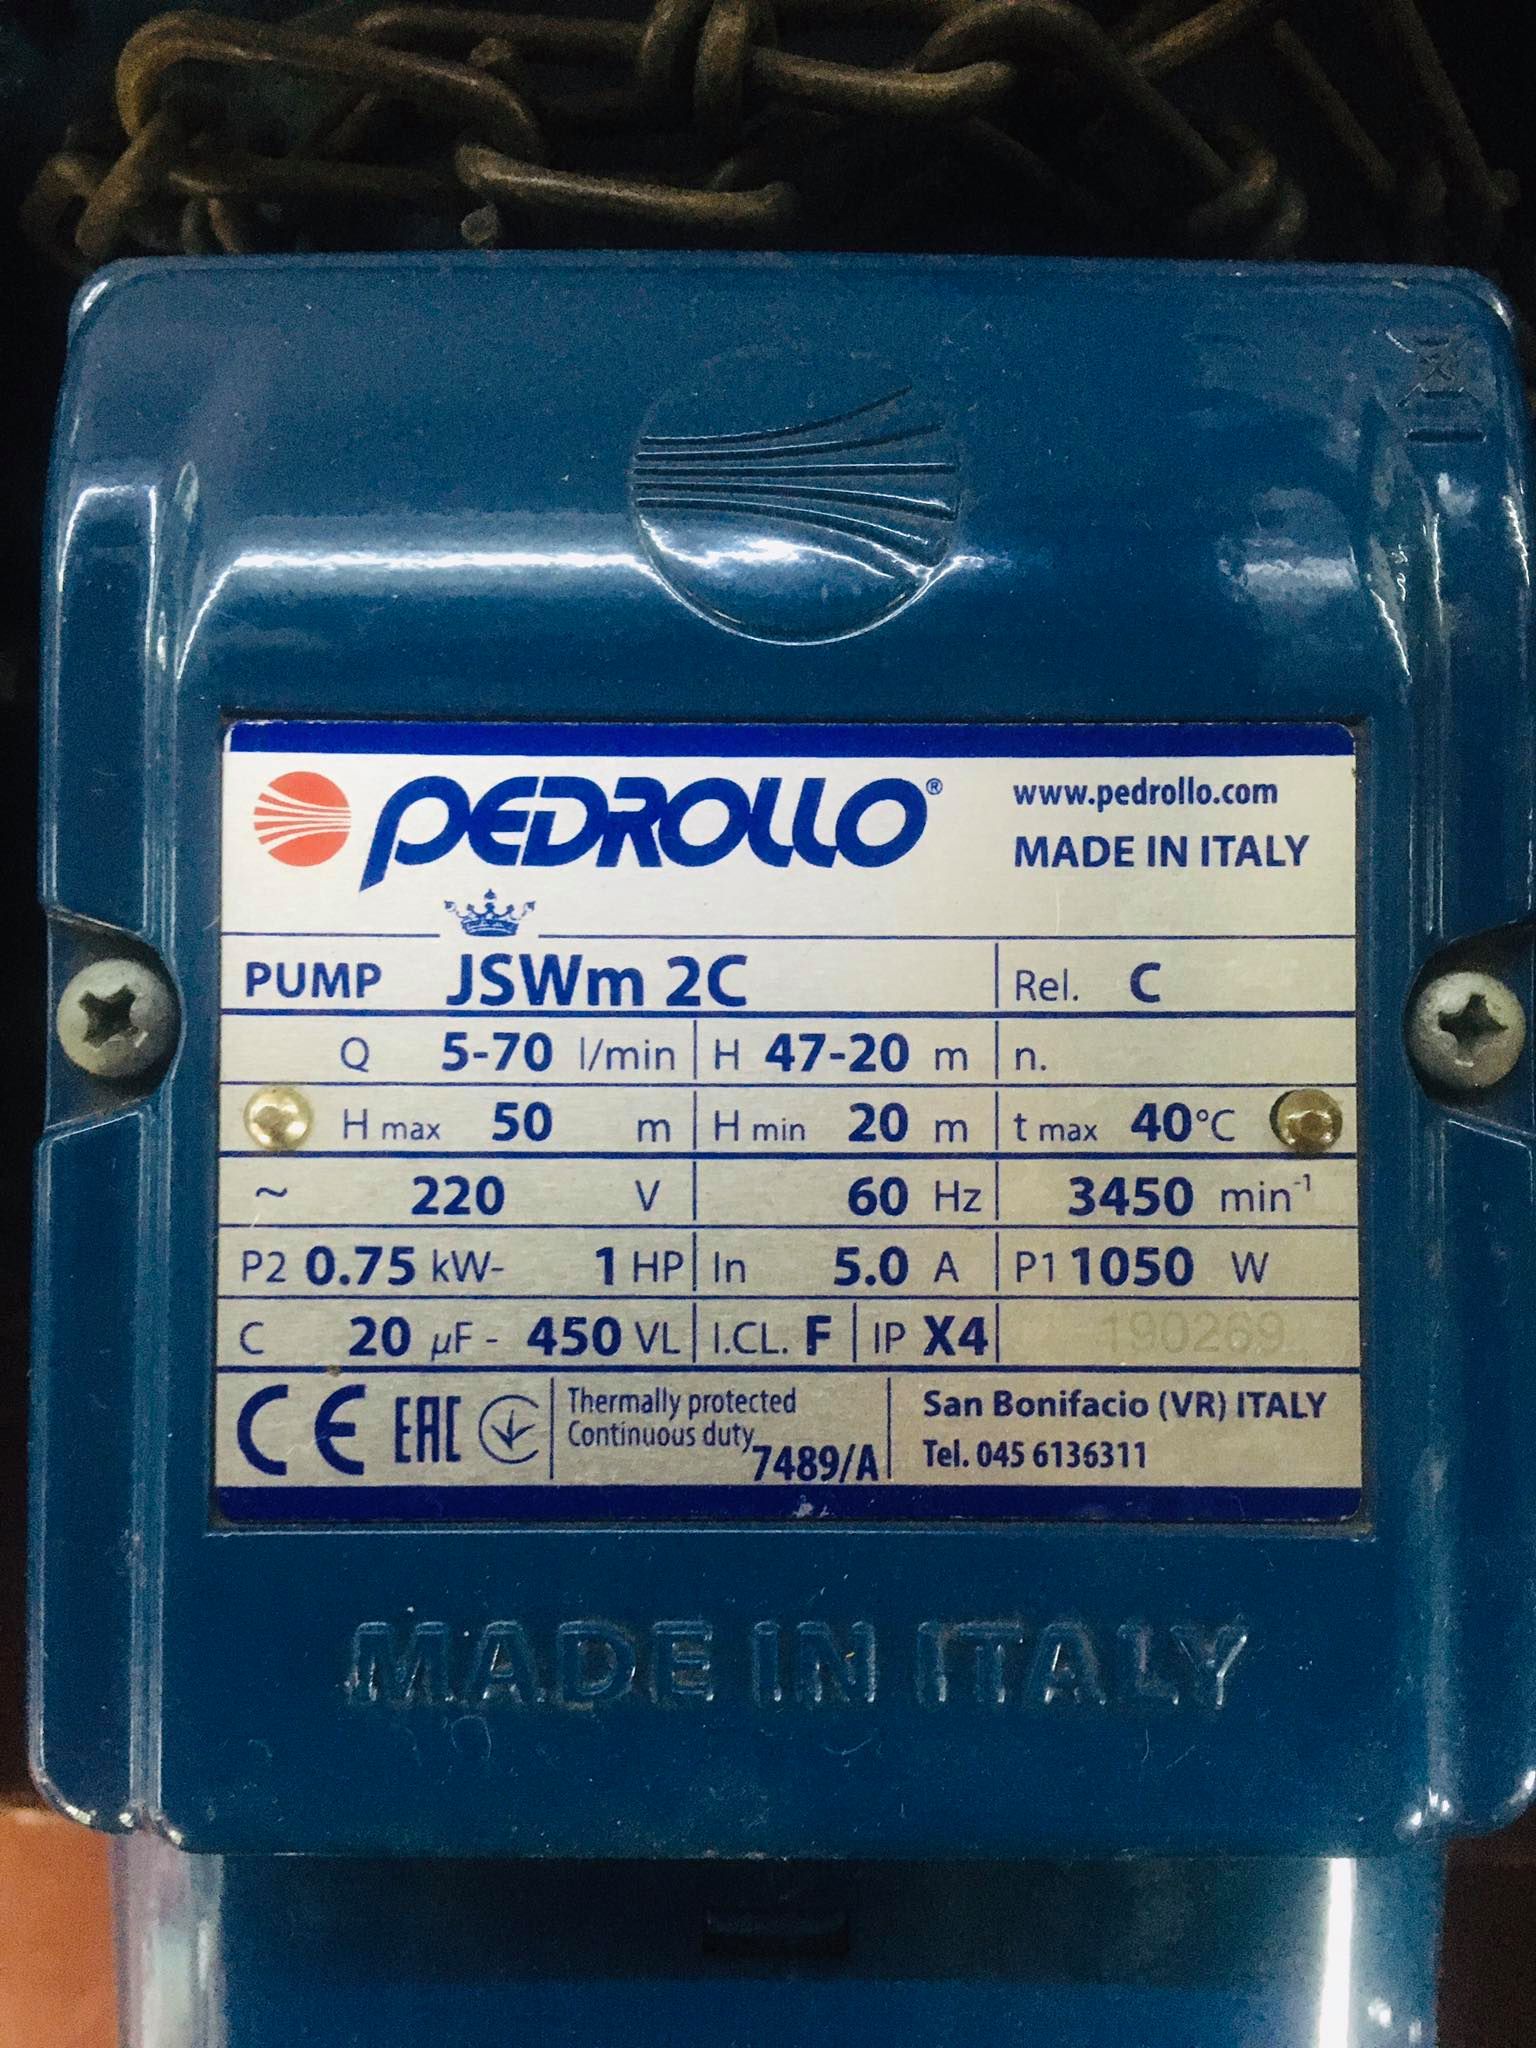 PEDROLLO®
www.pedrollo.com
MADE IN ITALY
PUMP JSWm 2C Rel. C
Q 5-70 l/min H 47-20 m n.
H max 50 m H min 20 m t max 40°C
~ 220 V 60 Hz 3450 min⁻¹
P2 0.75 kW- 1 HP In 5.0 A P1 1050 W
C 20 µF - 450 VL I.CL. F IP X4 190269
CE EAC Thermally protected
Continuous duty
7489/A
San Bonifacio (VR) ITALY
Tel. 045 6136311
MADE IN ITALY